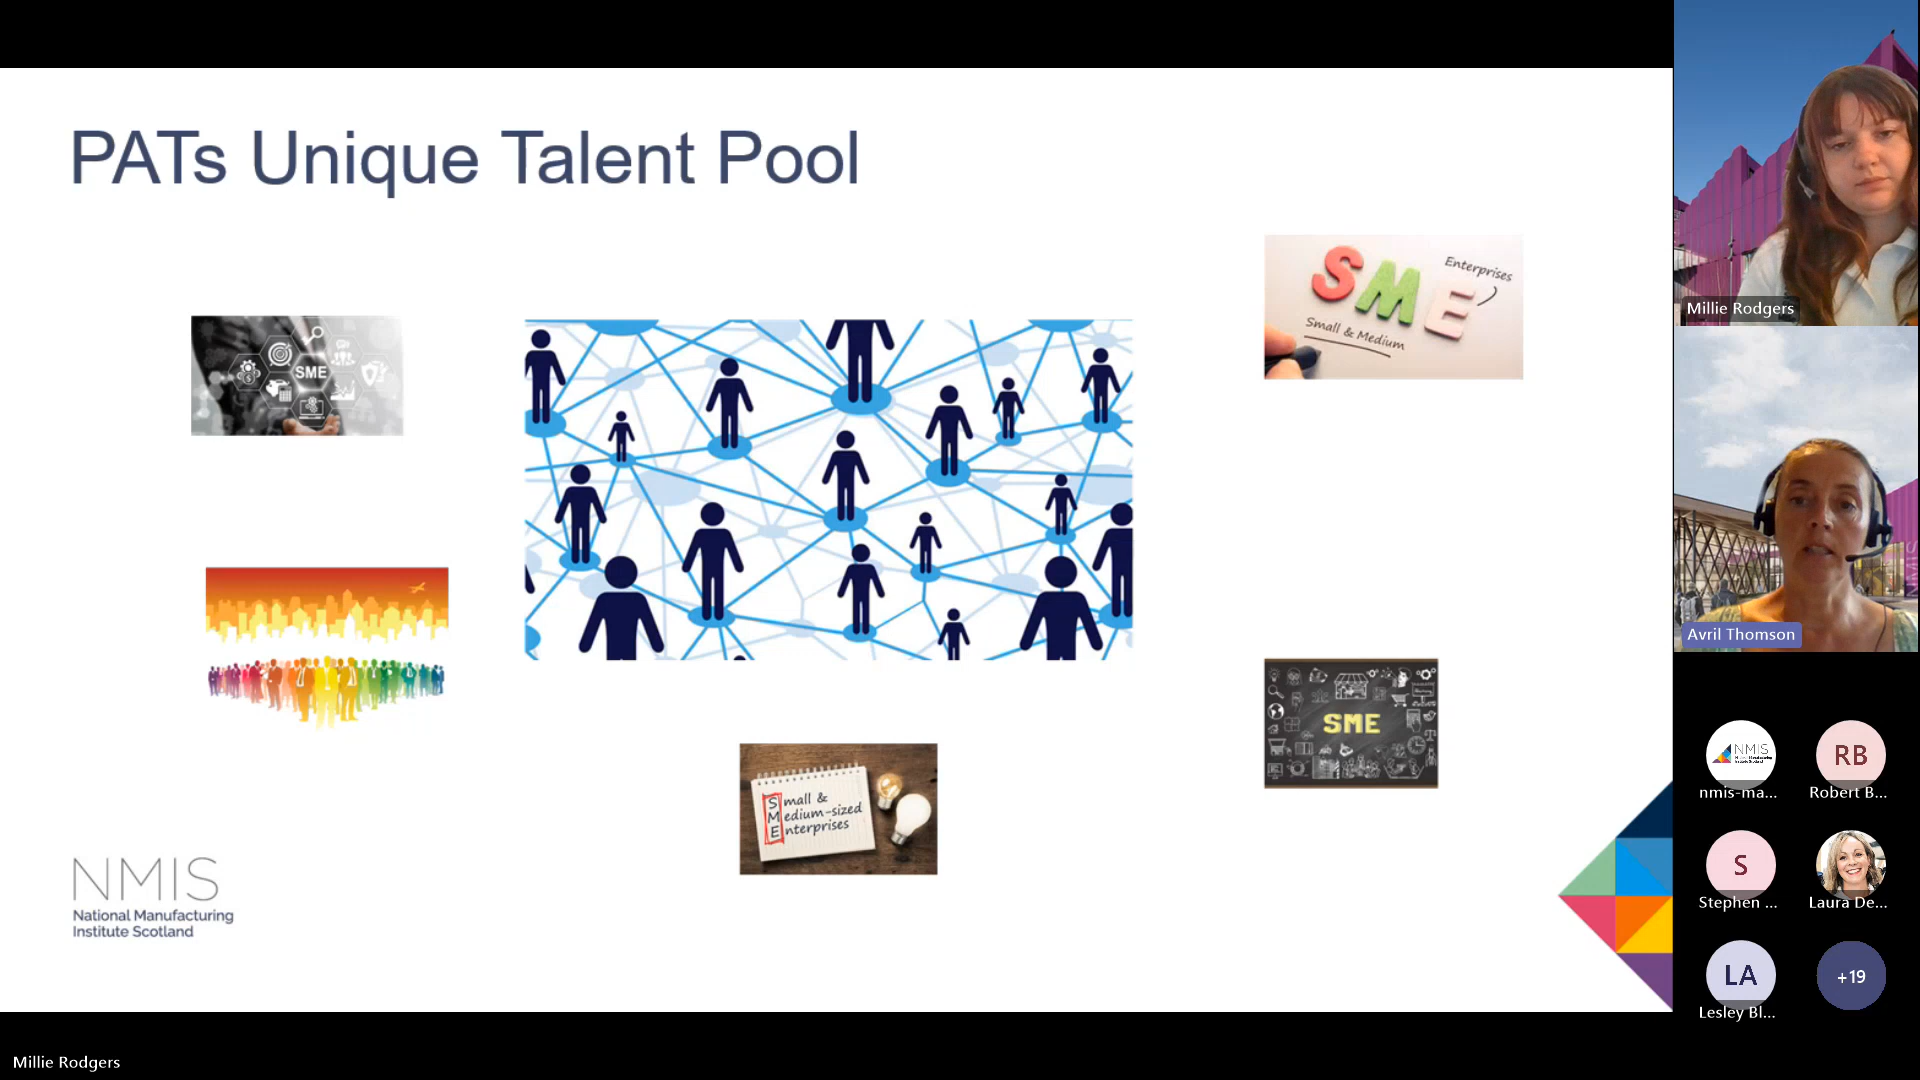 PATs Unique Talent Pool
SME
SME
Enterprises
Small & Medium
SME
Small &
Medium-sized
Enterprises
NMIS
National Manufacturing
Institute Scotland
Millie Rodgers
Avril Thomson
NMIS
nmis-ma...
RB
Robert B...
S
Stephen ...
Laura De...
LA
Lesley Bl...
+19
Millie Rodgers